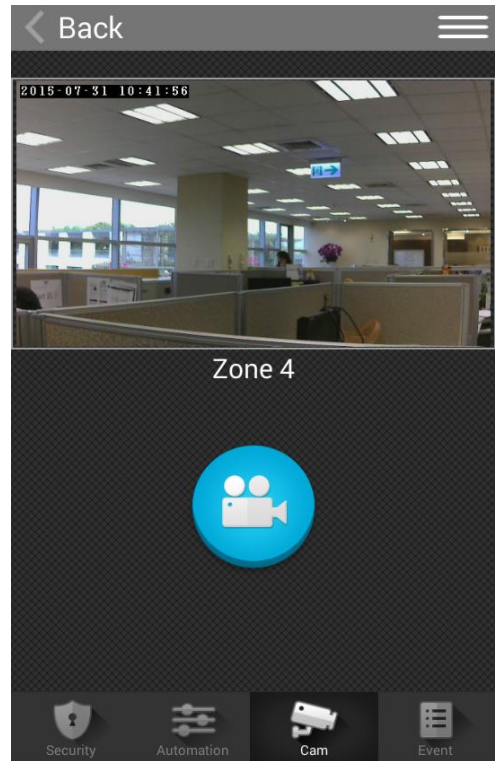 Back
2015-07-31 10:41:56
Zone 4
Security
Automation
Cam
Event